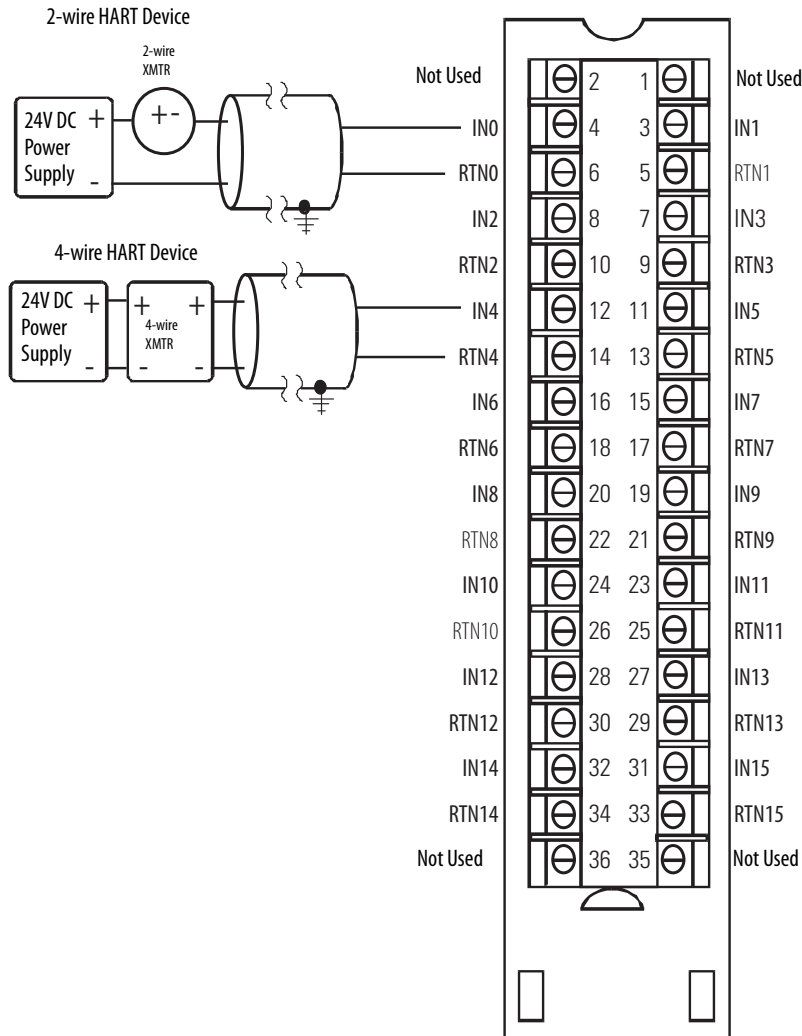 2-wire HART Device
2-wire
XMTR
24V DC
Power
Supply
+
-
+-
4-wire HART Device
24V DC
Power
Supply
+
-
+ +
4-wire
XMTR
- -
Not Used 2 1 Not Used
IN0 4 3 IN1
RTN0 6 5 RTN1
IN2 8 7 IN3
RTN2 10 9 RTN3
IN4 12 11 IN5
RTN4 14 13 RTN5
IN6 16 15 IN7
RTN6 18 17 RTN7
IN8 20 19 IN9
RTN8 22 21 RTN9
IN10 24 23 IN11
RTN10 26 25 RTN11
IN12 28 27 IN13
RTN12 30 29 RTN13
IN14 32 31 IN15
RTN14 34 33 RTN15
Not Used 36 35 Not Used